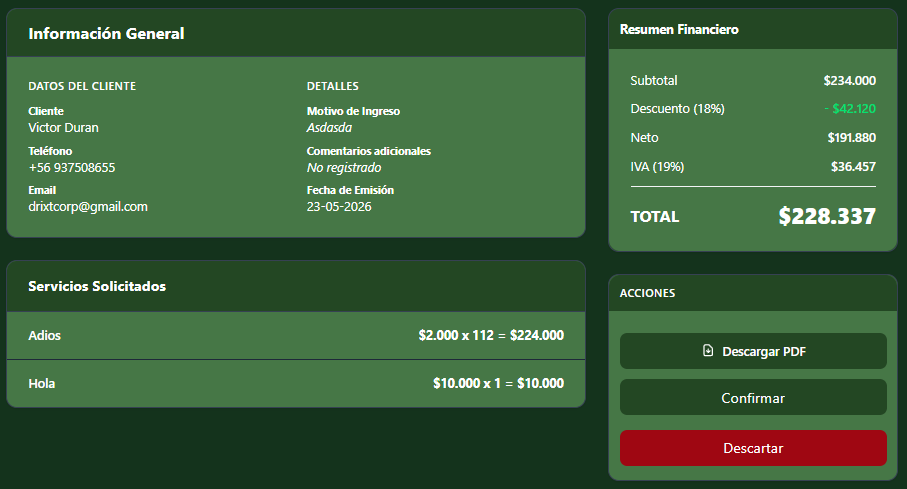 Información General
DATOS DEL CLIENTE
Cliente
Victor Duran
Teléfono
+56 937508655
Email
drixtcorp@gmail.com
DETALLES
Motivo de Ingreso
Asdasda
Comentarios adicionales
No registrado
Fecha de Emisión
23-05-2026
Servicios Solicitados
Adios $2.000 x 112 = $224.000
Hola $10.000 x 1 = $10.000
Resumen Financiero
Subtotal $234.000
Descuento (18%) - $42.120
Neto $191.880
IVA (19%) $36.457
TOTAL $228.337
ACCIONES
Descargar PDF
Confirmar
Descartar